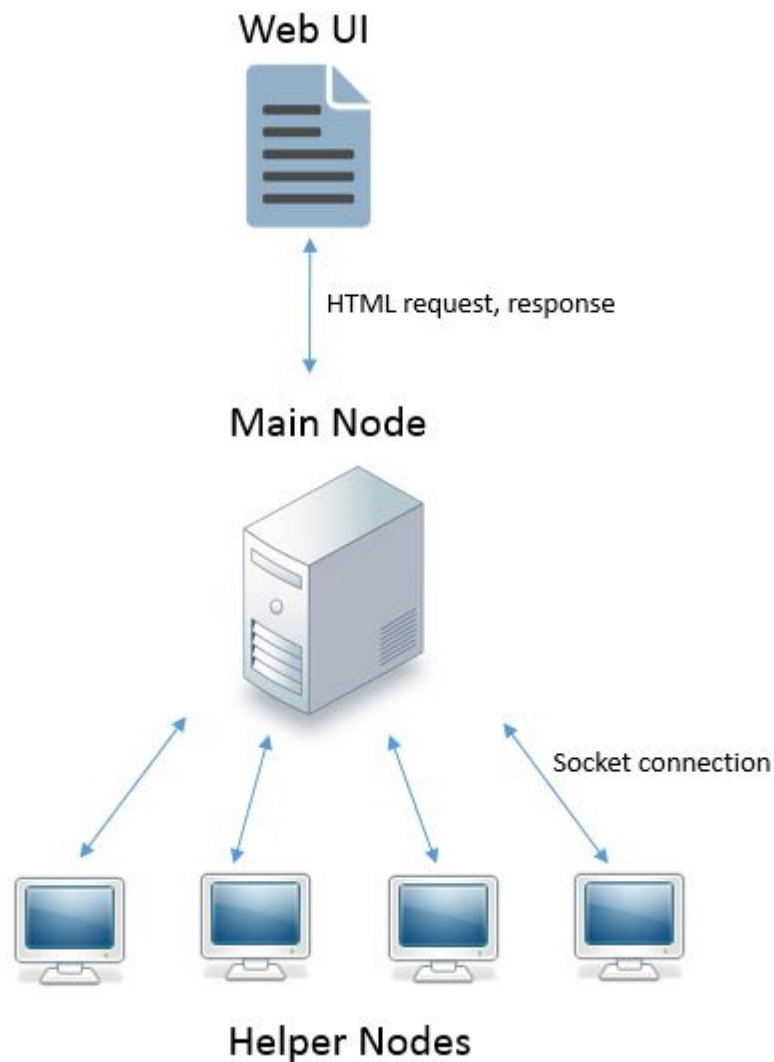 Web UI
HTML request, response
Main Node
Socket connection
Helper Nodes